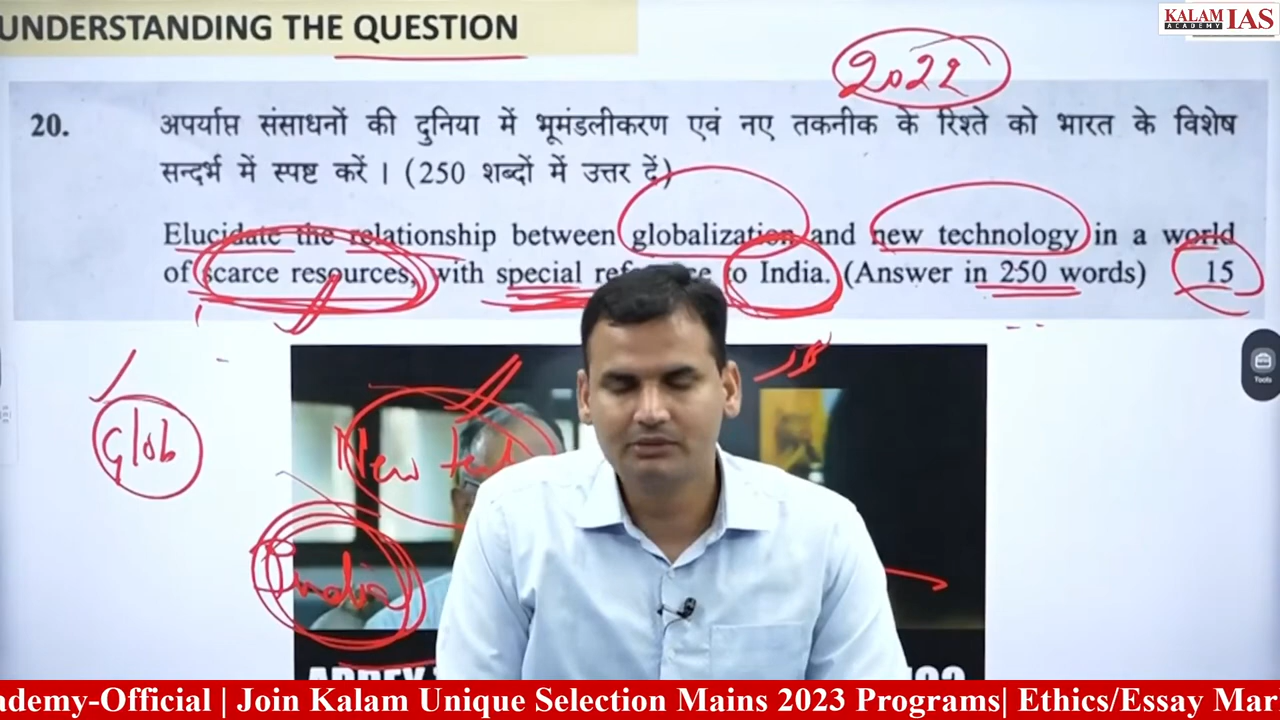 UNDERSTANDING THE QUESTION
KALAM IAS
ACADEMY
2022
20. अपर्याप्त संसाधनों की दुनिया में भूमंडलीकरण एवं नए तकनीक के रिश्ते को भारत के विशेष
सन्दर्भ में स्पष्ट करें । (250 शब्दों में उत्तर दें)
Elucidate the relationship between globalization and new technology in a world
of scarce resources, with special reference to India. (Answer in 250 words) 15
Tools
Glob
New tech
India
ademy-Official | Join Kalam Unique Selection Mains 2023 Programs| Ethics/Essay Mar